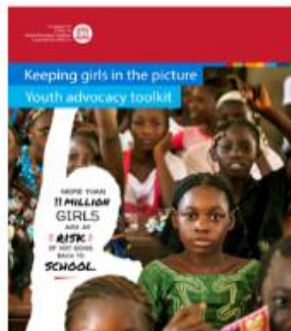 Keeping girls in the picture
Youth advocacy toolkit
MORE THAN
11 MILLION
GIRLS
ARE AT
RISK
OF NOT GOING
BACK TO
SCHOOL.